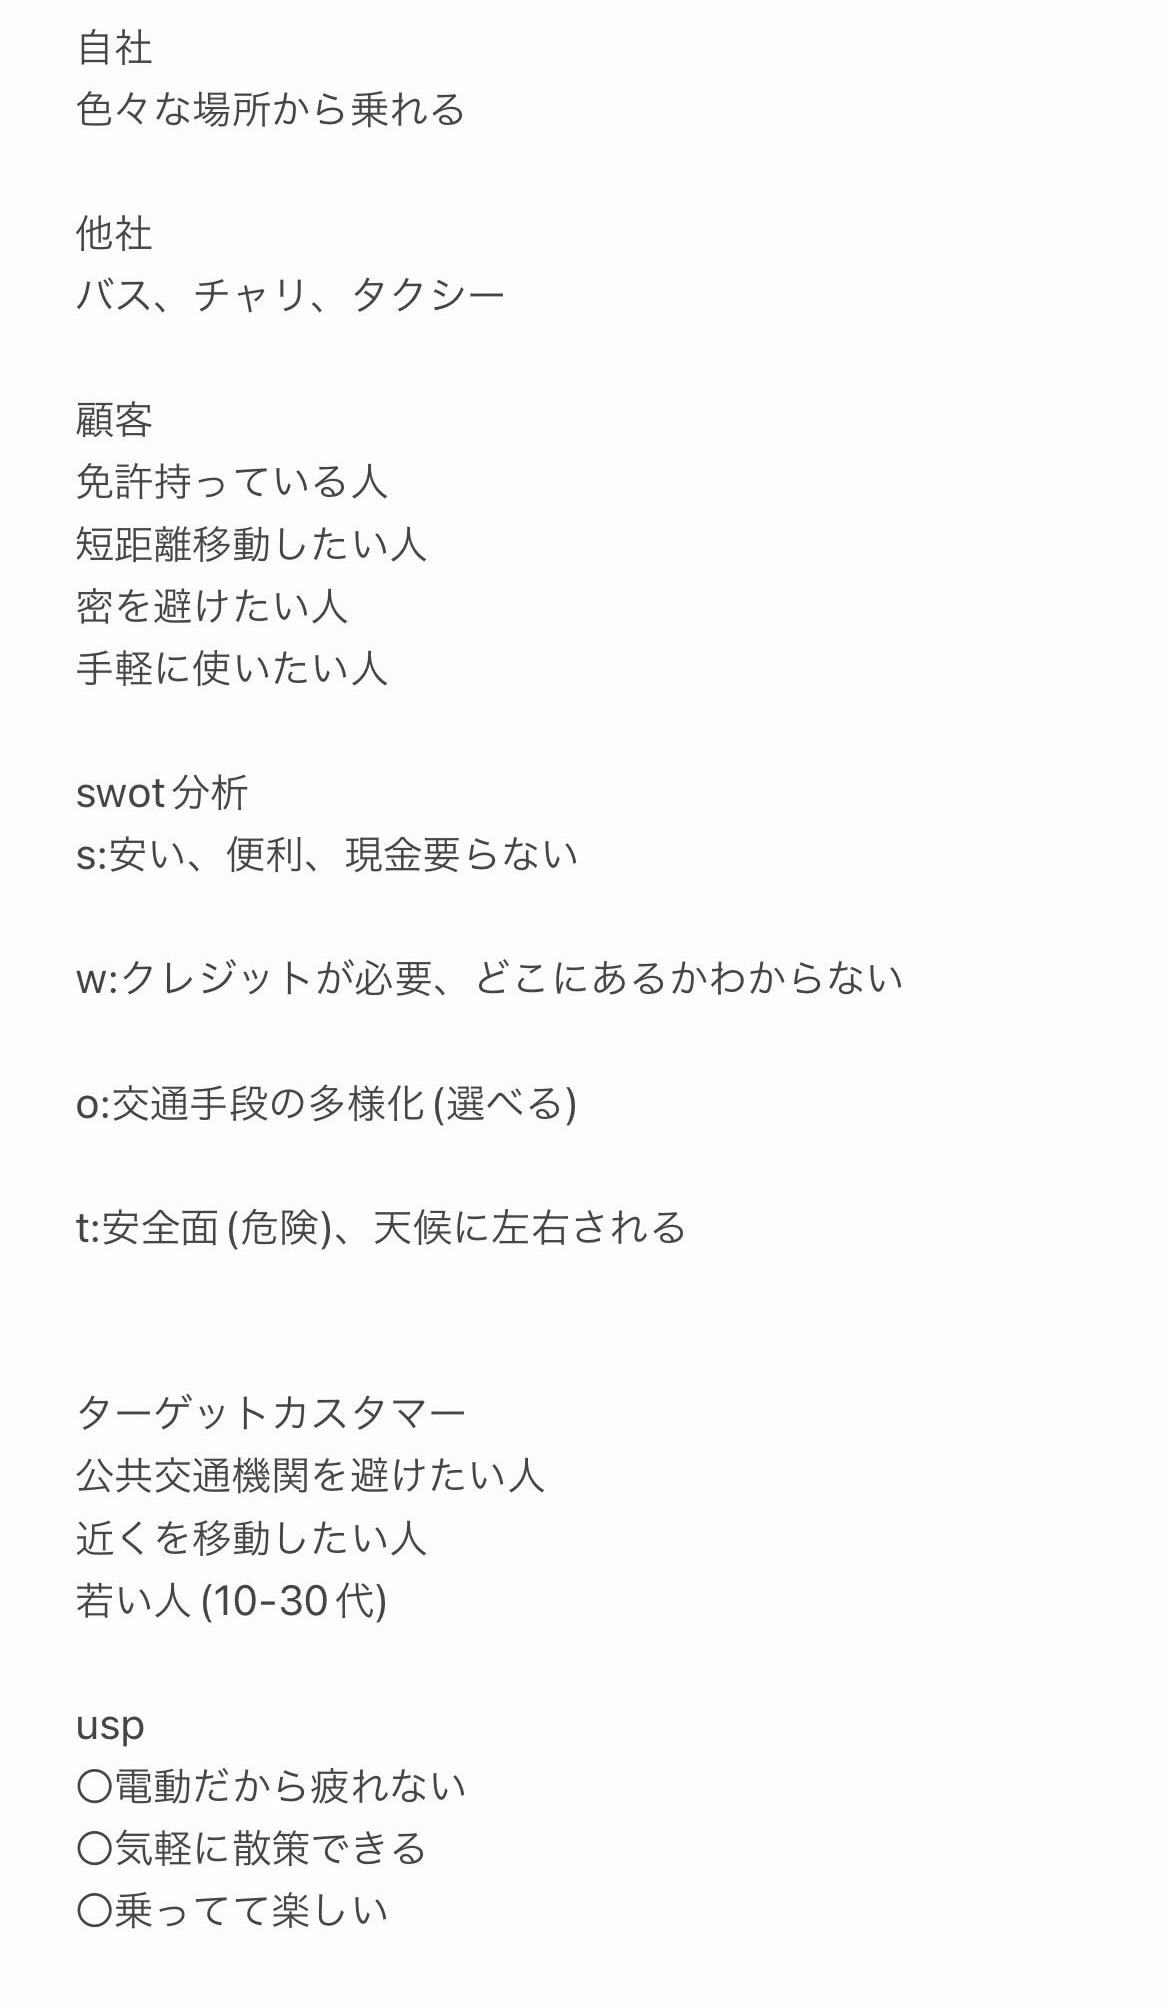 自社
色々な場所から乗れる
他社
バス、チャリ、タクシー
顧客
免許持っている人
短距離移動したい人
密を避けたい人
手軽に使いたい人
swot分析
s:安い、便利、現金要らない
w:クレジットが必要、どこにあるかわからない
o:交通手段の多様化(選べる)
t:安全面(危険)、天候に左右される
ターゲットカスタマー
公共交通機関を避けたい人
近くを移動したい人
若い人(10-30代)
usp
〇電動だから疲れない
〇気軽に散策できる
〇乗ってて楽しい